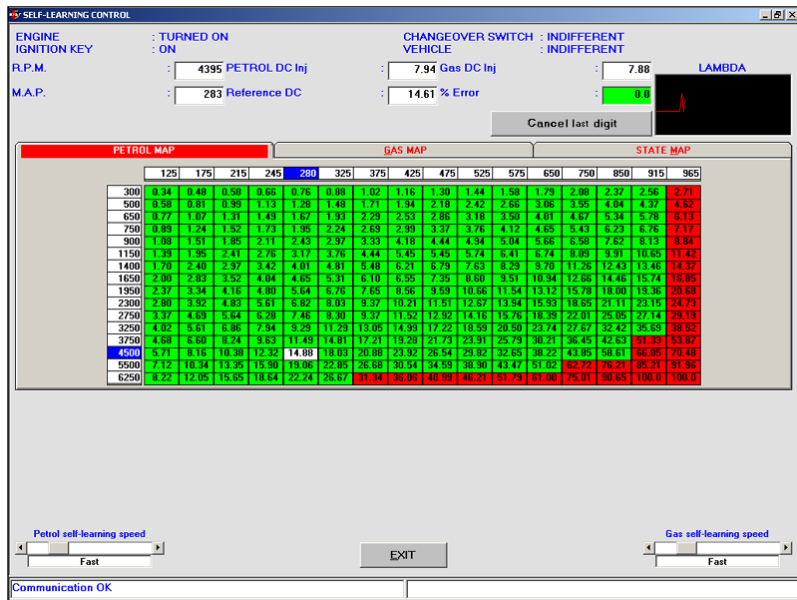 SELF-LEARNING CONTROL
ENGINE : TURNED ON CHANGEOVER SWITCH : INDIFFERENT
IGNITION KEY : ON VEHICLE : INDIFFERENT
R.P.M. : 4395 PETROL DC Inj : 7.94 Gas DC Inj : 7.88 LAMBDA
M.A.P. : 283 Reference DC : 14.61 % Error : 0.0
Cancel last digit
PETROL MAP GAS MAP STATE MAP
125 175 215 245 280 325 375 425 475 525 575 650 750 850 915 965
300 0.34 0.48 0.58 0.66 0.76 0.88 1.02 1.16 1.30 1.44 1.58 1.79 2.08 2.37 2.56 2.71
500 0.58 0.81 0.99 1.13 1.28 1.48 1.71 1.94 2.18 2.42 2.66 3.06 3.55 4.04 4.37 4.62
650 0.77 1.07 1.31 1.49 1.67 1.93 2.29 2.53 2.86 3.18 3.50 4.01 4.67 5.34 5.78 6.13
750 0.89 1.24 1.52 1.73 1.95 2.24 2.69 2.99 3.37 3.76 4.12 4.65 5.43 6.23 6.76 7.17
900 1.08 1.51 1.85 2.11 2.43 2.97 3.33 4.18 4.44 4.94 5.04 5.66 6.58 7.62 8.13 8.84
1150 1.39 1.95 2.41 2.76 3.17 3.76 4.44 5.45 5.45 5.74 6.41 6.74 8.09 9.91 10.65 11.42
1400 1.70 2.40 2.97 3.42 4.01 4.81 5.48 6.21 6.79 7.63 8.29 9.70 11.26 12.43 13.46 14.37
1650 2.00 2.83 3.52 4.04 4.65 5.31 6.10 6.55 7.35 8.60 9.51 10.94 12.66 14.46 15.74 16.85
1950 2.37 3.34 4.16 4.80 5.64 6.76 7.65 8.56 9.59 10.66 11.54 13.12 15.78 18.00 19.36 20.68
2300 2.80 3.92 4.83 5.61 6.82 8.03 9.37 10.21 11.51 12.67 13.94 15.93 18.65 21.11 23.15 24.73
2750 3.37 4.69 5.64 6.28 7.46 8.30 9.37 11.52 12.92 14.16 15.76 18.39 22.01 25.05 27.14 29.19
3250 4.02 5.61 6.86 7.94 9.29 11.29 13.05 14.99 17.22 18.59 20.50 23.74 27.67 32.42 35.69 38.52
3750 4.68 6.60 8.24 9.63 11.49 14.81 17.21 19.28 21.73 23.91 25.79 30.21 36.45 42.63 51.33 53.87
4500 5.71 8.16 10.38 12.32 14.88 18.03 20.88 23.92 26.54 29.82 32.65 38.22 43.85 58.61 66.05 70.48
5500 7.12 10.34 13.35 15.90 19.06 22.85 26.68 30.54 34.59 38.90 43.47 51.02 62.72 76.21 85.21 91.96
6250 8.22 12.05 15.65 18.64 22.24 26.67 31.34 36.06 40.99 46.21 51.79 61.00 75.01 90.65 100.0 100.0
Petrol self-learning speed Gas self-learning speed
Fast EXIT Fast
Communication OK